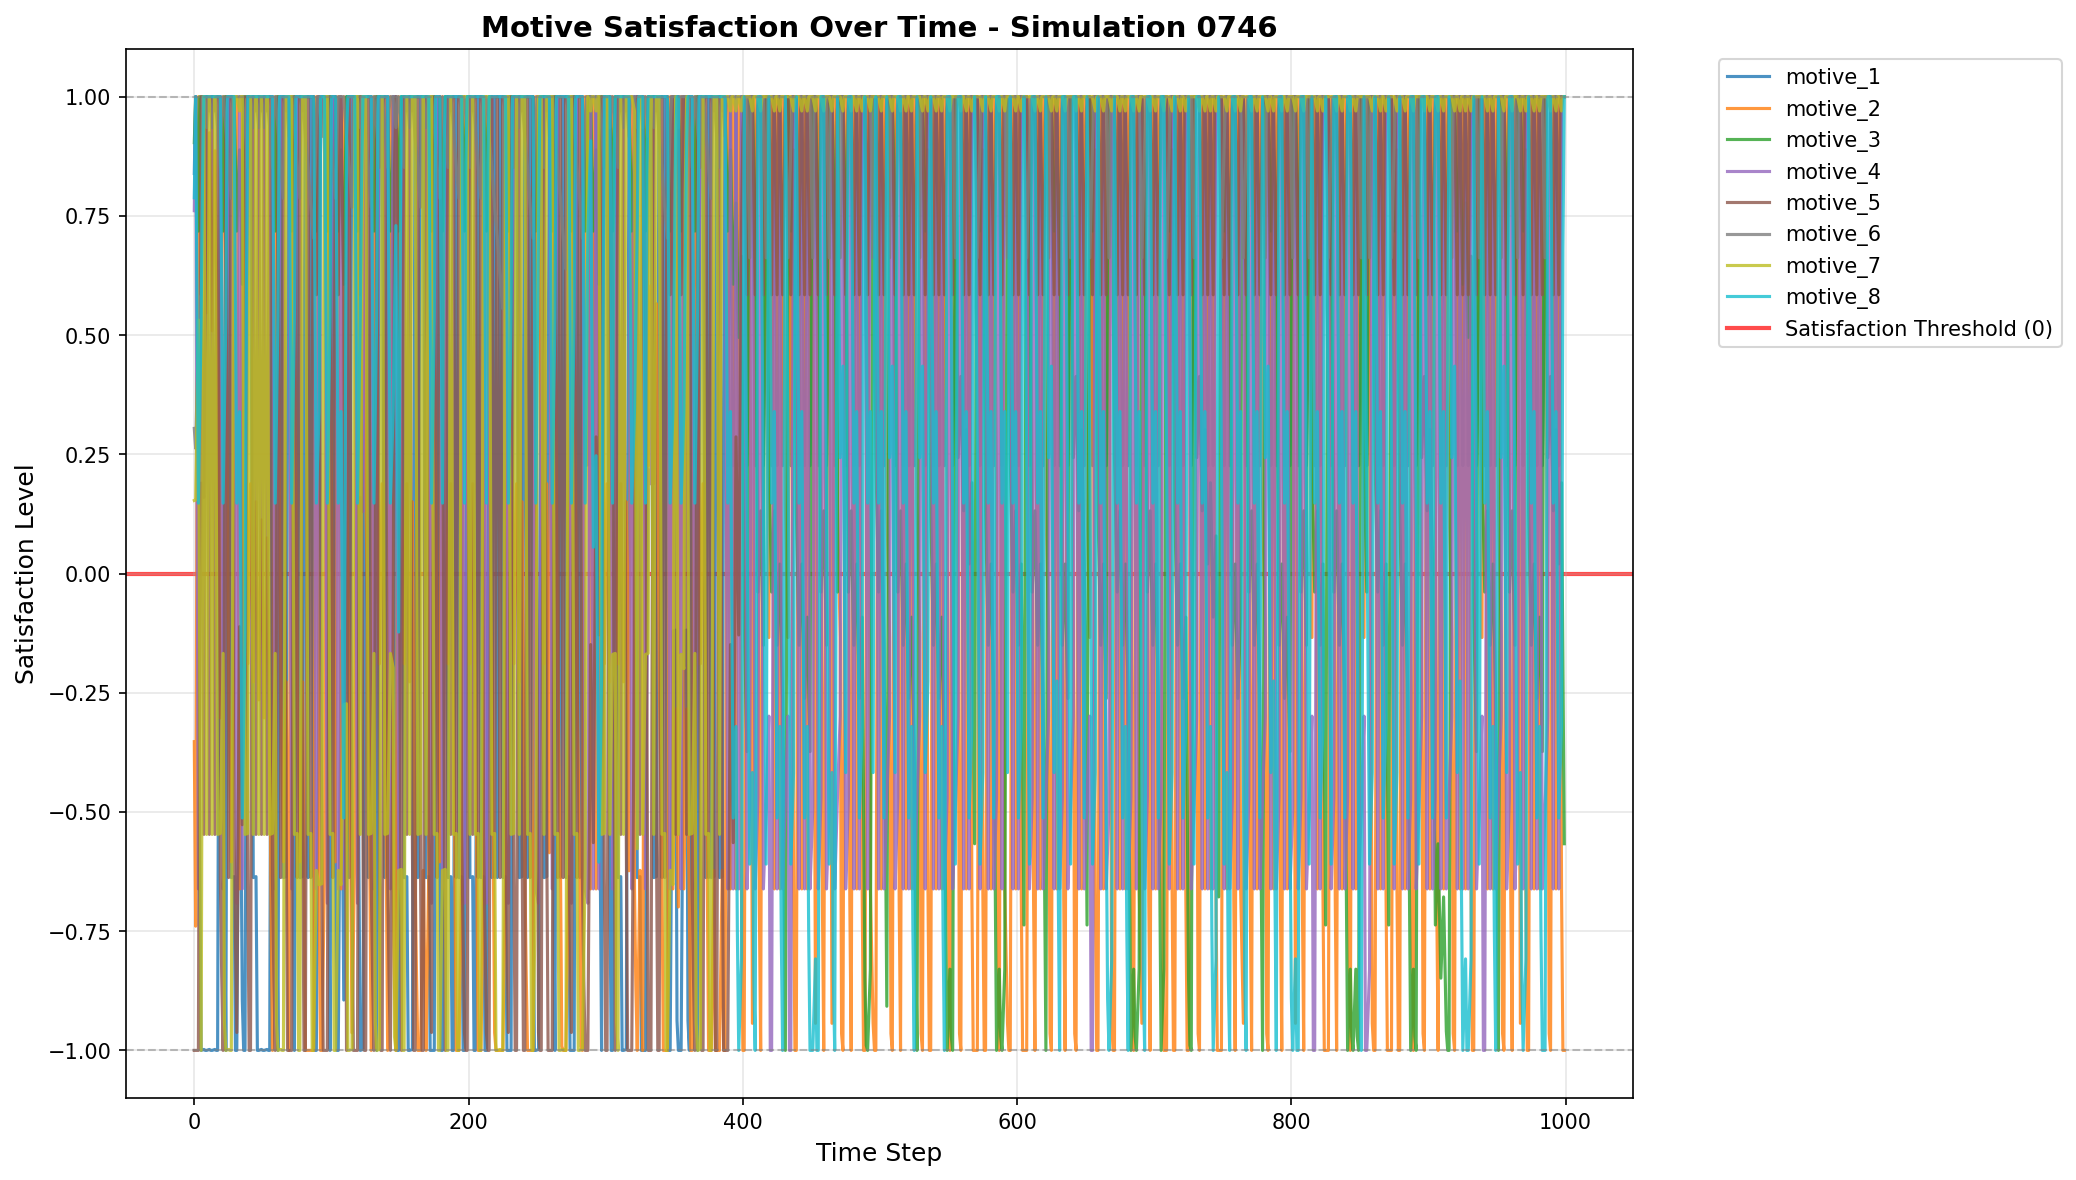 Motive Satisfaction Over Time - Simulation 0746
1.00
0.75
0.50
0.25
0.00
−0.25
−0.50
−0.75
−1.00
Satisfaction Level
0
200
400
600
800
1000
Time Step
motive_1
motive_2
motive_3
motive_4
motive_5
motive_6
motive_7
motive_8
Satisfaction Threshold (0)